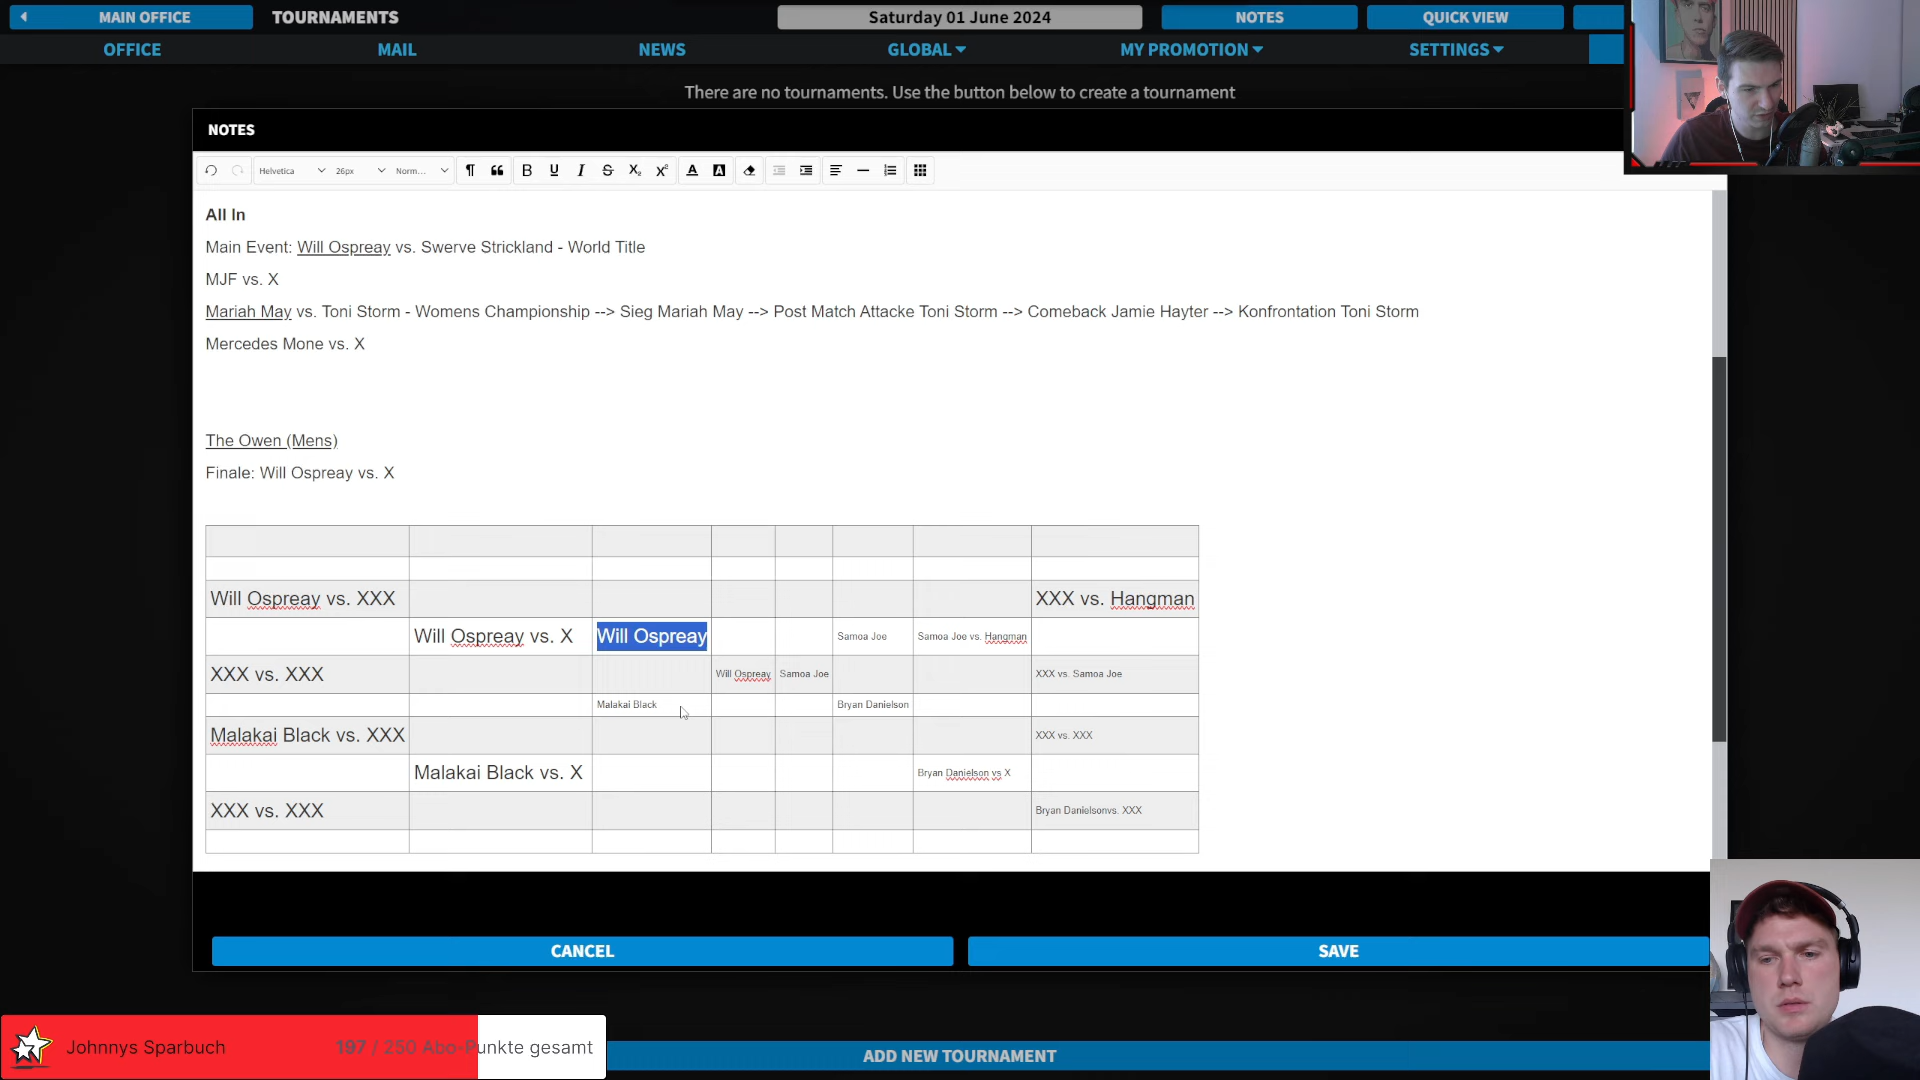 MAIN OFFICE TOURNAMENTS Saturday 01 June 2024 NOTES QUICK VIEW
OFFICE MAIL NEWS GLOBAL MY PROMOTION SETTINGS
There are no tournaments. Use the button below to create a tournament
NOTES
Helvetica 26px Norm...
All In
Main Event: Will Ospreay vs. Swerve Strickland - World Title
MJF vs. X
Mariah May vs. Toni Storm - Womens Championship --> Sieg Mariah May --> Post Match Attacke Toni Storm --> Comeback Jamie Hayter --> Konfrontation Toni Storm
Mercedes Mone vs. X
The Owen (Mens)
Finale: Will Ospreay vs. X
Will Ospreay vs. XXX XXX vs. Hangman
Will Ospreay vs. X Will Ospreay Samoa Joe Samoa Joe vs. Hangman
XXX vs. XXX Will Ospreay Samoa Joe XXX vs. Samoa Joe
Malakai Black Bryan Danielson
Malakai Black vs. XXX XXX vs. XXX
Malakai Black vs. X Bryan Danielson vs X
XXX vs. XXX Bryan Danielsonvs. XXX
CANCEL SAVE
Johnnys Sparbuch 197 / 250 Abo-Punkte gesamt
ADD NEW TOURNAMENT